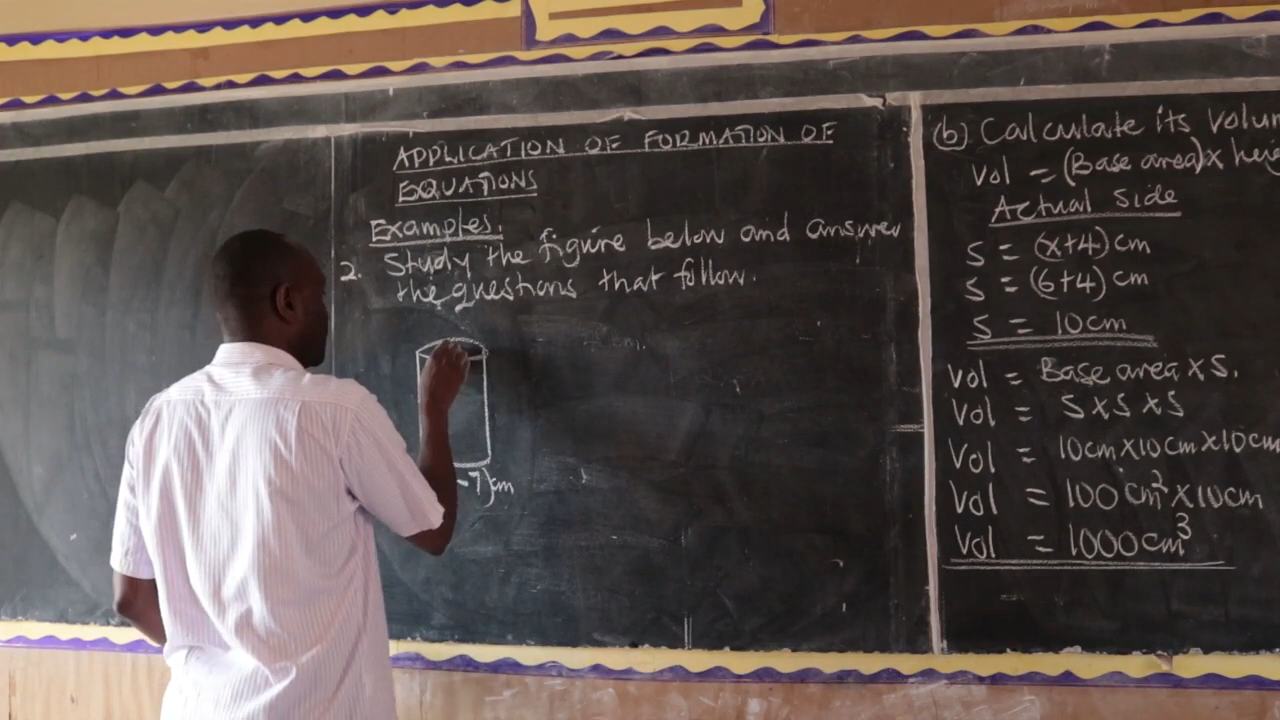 APPLICATION OF FORMATION OF
EQUATIONS
Examples.
2. Study the figure below and answer
the questions that follow.
-7)cm
(b) Calculate its volum
Vol = (Base area) x heig
Actual side
S = (x+4)cm
S = (6+4)cm
S = 10cm
Vol = Base area x S.
Vol = S x S x S
Vol = 10cm x 10cm x 10cm
Vol = 100cm² x 10cm
Vol = 1000cm³